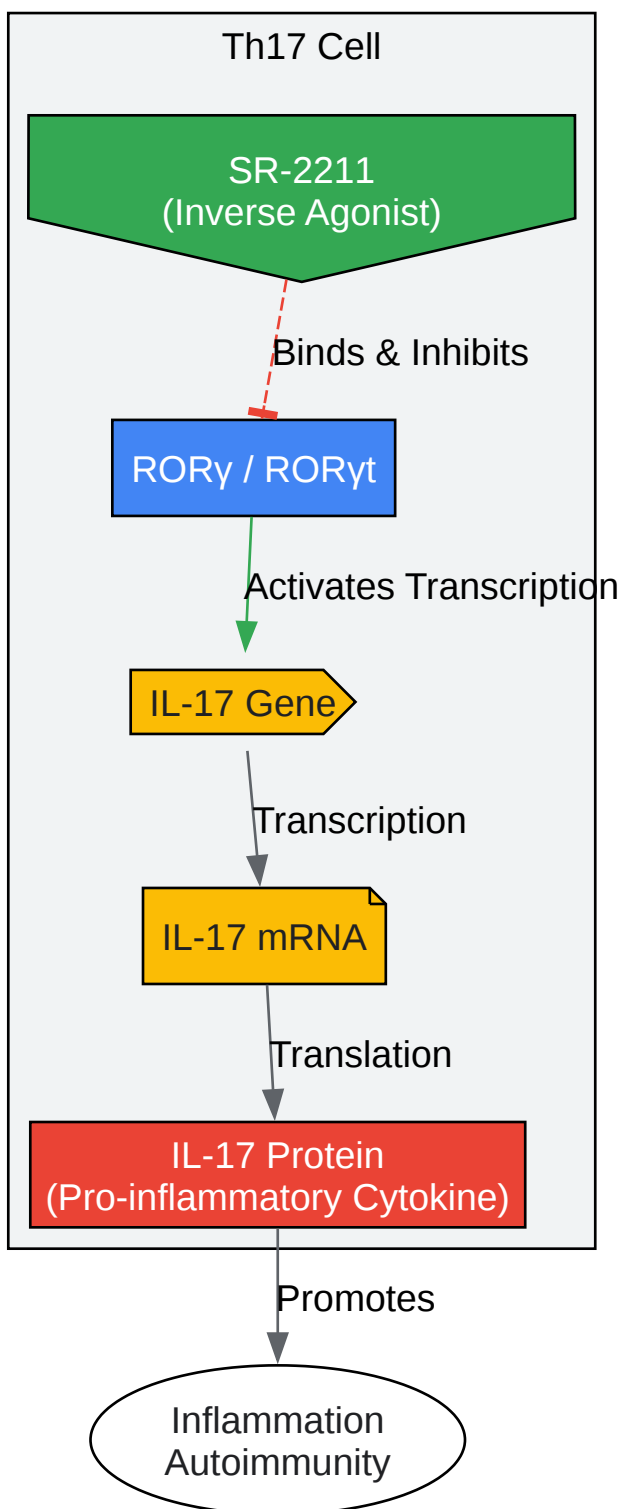 Th17 Cell
SR-2211
(Inverse Agonist)
Binds & Inhibits
RORγ / RORγt
Activates Transcription
IL-17 Gene
Transcription
IL-17 mRNA
Translation
IL-17 Protein
(Pro-inflammatory Cytokine)
Promotes
Inflammation
Autoimmunity